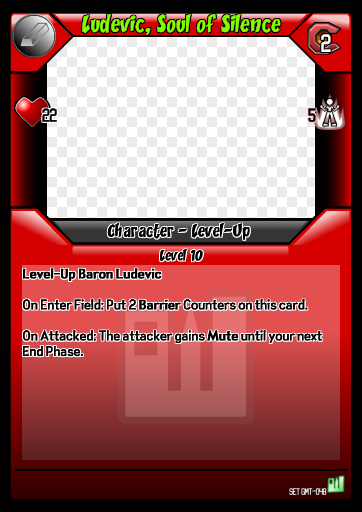 Ludevic, Soul of Silence
2
22
5
Character - Level-Up
Level 10
Level-Up Baron Ludevic
On Enter Field: Put 2 Barrier Counters on this card.
On Attacked: The attacker gains Mute until your next
End Phase.
SET GMT-048